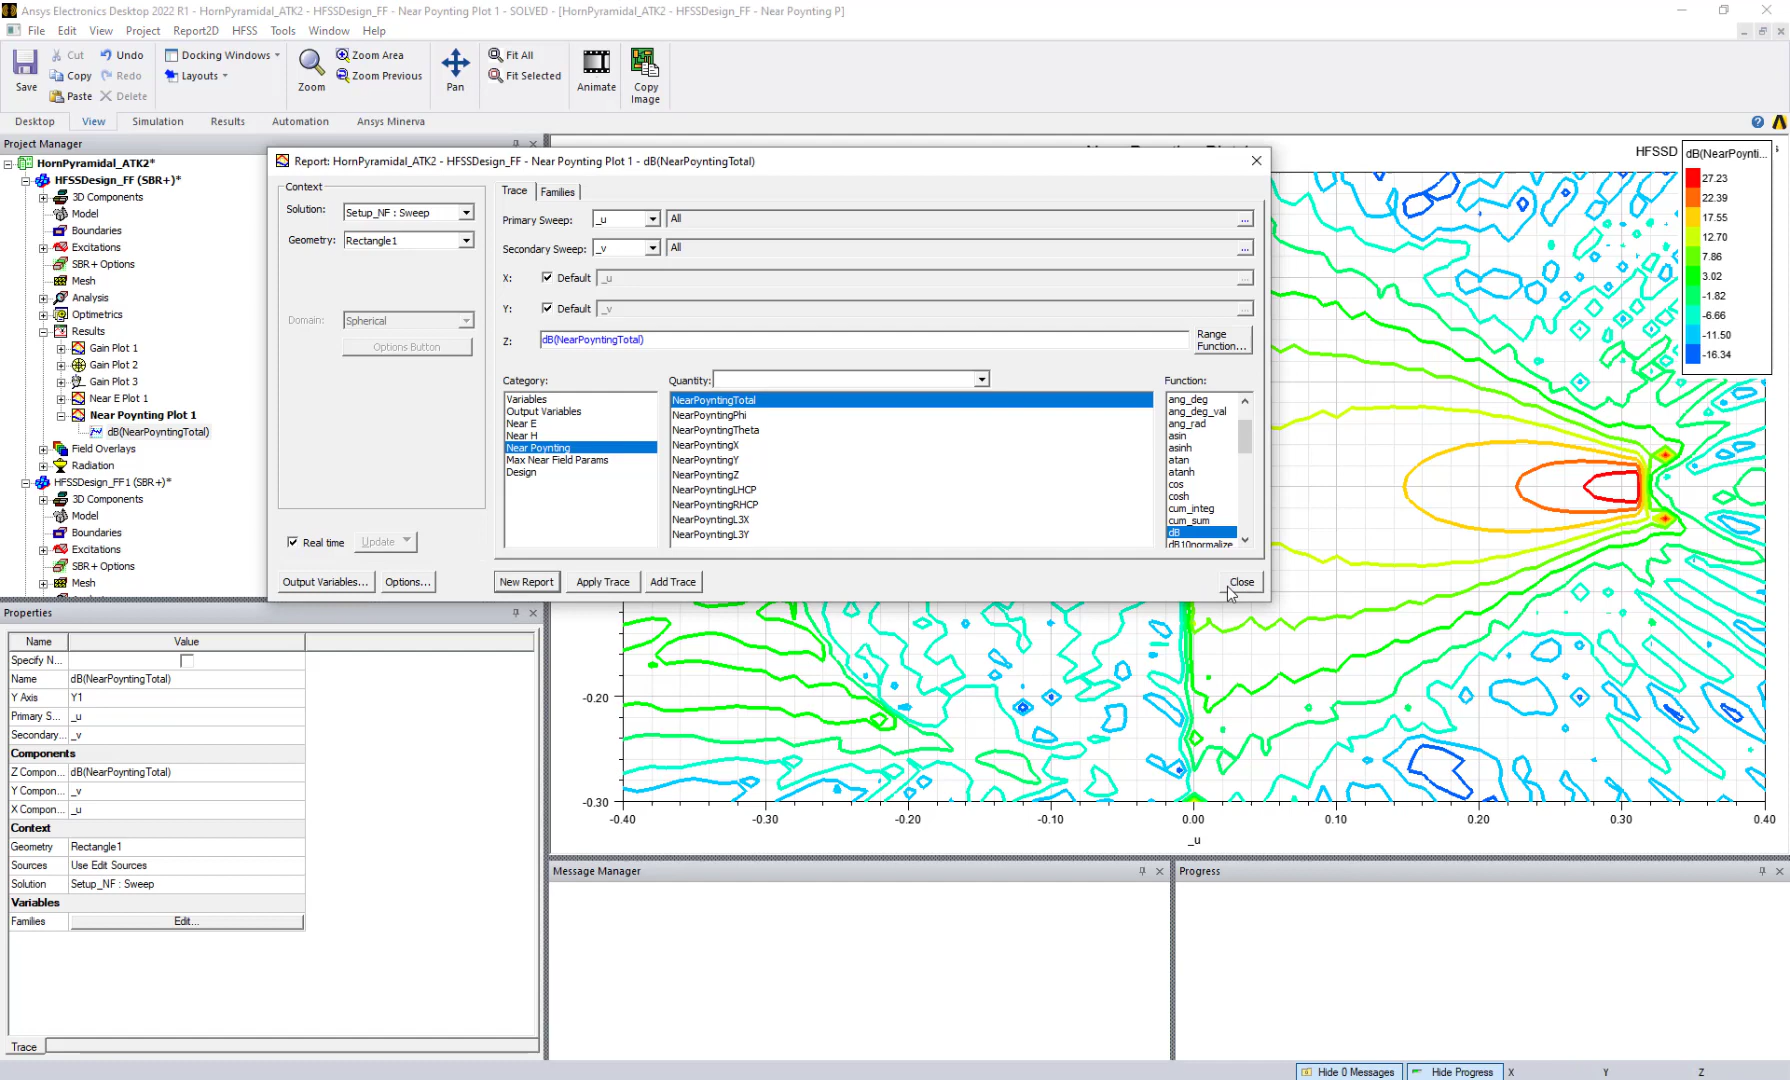 Ansys Electronics Desktop 2022 R1 - HornPyramidal_ATK2 - HFSSDesign_FF - Near Poynting Plot 1 - SOLVED - [HornPyramidal_ATK2 - HFSSDesign_FF - Near Poynting P]
File Edit View Project Report2D HFSS Tools Window Help
Save
Cut
Copy
Paste
Undo
Redo
Delete
Docking Windows
Layouts
Zoom
Zoom Area
Zoom Previous
Pan
Fit All
Fit Selected
Animate
Copy Image
Desktop View Simulation Results Automation Ansys Minerva
Project Manager
HornPyramidal_ATK2*
HFSSDesign_FF (SBR+)*
3D Components
Model
Boundaries
Excitations
SBR+ Options
Mesh
Analysis
Optimetrics
Results
Gain Plot 1
Gain Plot 2
Gain Plot 3
Near E Plot 1
Near Poynting Plot 1
dB(NearPoyntingTotal)
Field Overlays
Radiation
HFSSDesign_FF1 (SBR+)*
3D Components
Model
Boundaries
Excitations
SBR+ Options
Mesh
Report: HornPyramidal_ATK2 - HFSSDesign_FF - Near Poynting Plot 1 - dB(NearPoyntingTotal)
Context
Solution: Setup_NF : Sweep
Geometry: Rectangle1
Domain: Spherical
Options Button
Real time Update
Output Variables... Options...
Trace Families
Primary Sweep: _u All ...
Secondary Sweep: _v All ...
X: Default _u ...
Y: Default _v ...
Z: dB(NearPoyntingTotal)
Range Function...
Category:
Variables
Output Variables
Near E
Near H
Near Poynting
Max Near Field Params
Design
Quantity:
NearPoyntingTotal
NearPoyntingPhi
NearPoyntingTheta
NearPoyntingX
NearPoyntingY
NearPoyntingZ
NearPoyntingLHCP
NearPoyntingRHCP
NearPoyntingL3X
NearPoyntingL3Y
Function:
ang_deg
ang_deg_val
ang_rad
asin
asinh
atan
atanh
cos
cosh
cum_integ
cum_sum
dB
dB10normalize
New Report Apply Trace Add Trace Close
HFSSD
dB(NearPoynti...
27.23
22.39
17.55
12.70
7.86
3.02
-1.82
-6.66
-11.50
-16.34
-0.20
-0.30
-0.40 -0.30 -0.20 -0.10 0.00 0.10 0.20 0.30 0.40
_u
Properties
Name Value
Specify N...
Name dB(NearPoyntingTotal)
Y Axis Y1
Primary S... _u
Secondary... _v
Components
Z Compon... dB(NearPoyntingTotal)
Y Compon... _v
X Compon... _u
Context
Geometry Rectangle1
Sources Use Edit Sources
Solution Setup_NF : Sweep
Variables
Families Edit...
Trace
Message Manager
Progress
Hide 0 Messages Hide Progress X Y Z